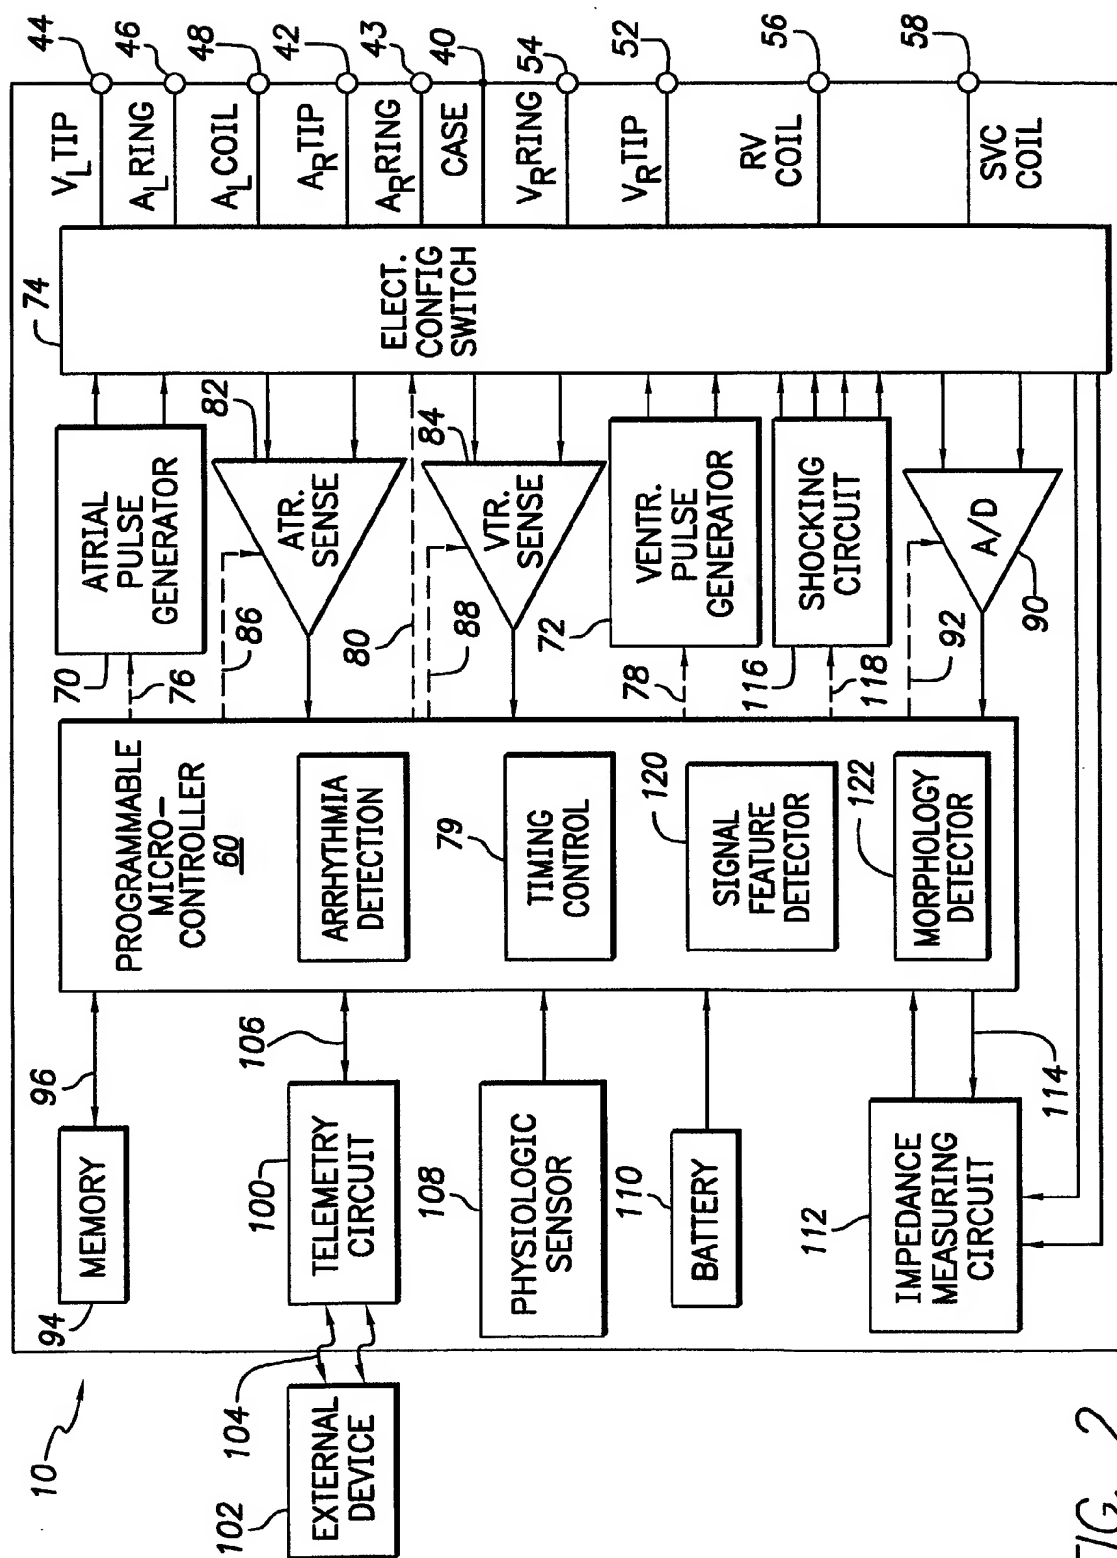 10
102
EXTERNAL
DEVICE
104
94
MEMORY
96
100
TELEMETRY
CIRCUIT
106
108
PHYSIOLOGIC
SENSOR
110
BATTERY
112
IMPEDANCE
MEASURING
CIRCUIT
114
PROGRAMMABLE
MICRO-
CONTROLLER
60
ARRHYTHMIA
DETECTION
79
TIMING
CONTROL
120
SIGNAL
FEATURE
DETECTOR
122
MORPHOLOGY
DETECTOR
70
76
ATRIAL
PULSE
GENERATOR
86
ATR.
SENSE
82
80
88
VTR.
SENSE
84
72
78
VENTR.
PULSE
GENERATOR
116
118
SHOCKING
CIRCUIT
92
A/D
90
74
ELECT.
CONFIG
SWITCH
VL TIP
44
AL RING
46
AL COIL
48
AR TIP
42
AR RING
43
CASE
40
VR RING
54
VR TIP
52
RV
COIL
56
SVC
COIL
58
FIG. 2